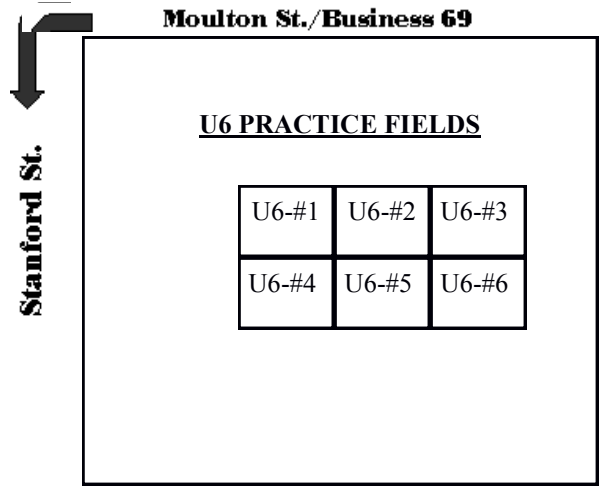 Moulton St./Business 69
Stanford St.
U6 PRACTICE FIELDS
U6-#1 U6-#2 U6-#3
U6-#4 U6-#5 U6-#6